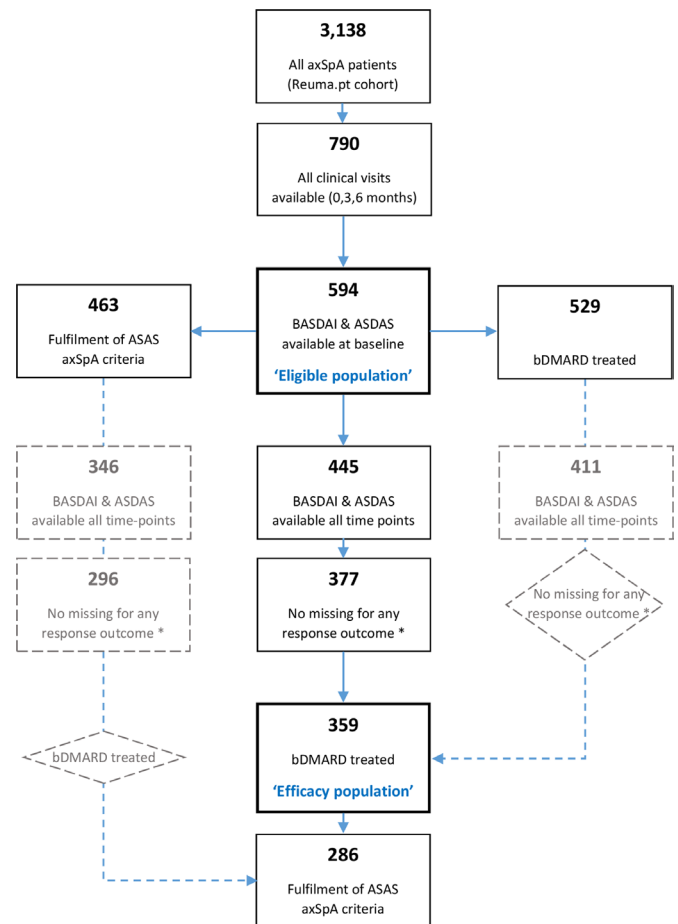 3,138
All axSpA patients
(Reuma.pt cohort)
790
All clinical visits
available (0,3,6 months)
594
BASDAI & ASDAS
available at baseline
‘Eligible population’
463
Fulfilment of ASAS
axSpA criteria
529
bDMARD treated
346
BASDAI & ASDAS
available all time-points
445
BASDAI & ASDAS
available all time points
411
BASDAI & ASDAS
available all time-points
296
No missing for any
response outcome *
377
No missing for any
response outcome *
No missing for any
response outcome *
bDMARD treated
359
bDMARD treated
‘Efficacy population’
286
Fulfilment of ASAS
axSpA criteria